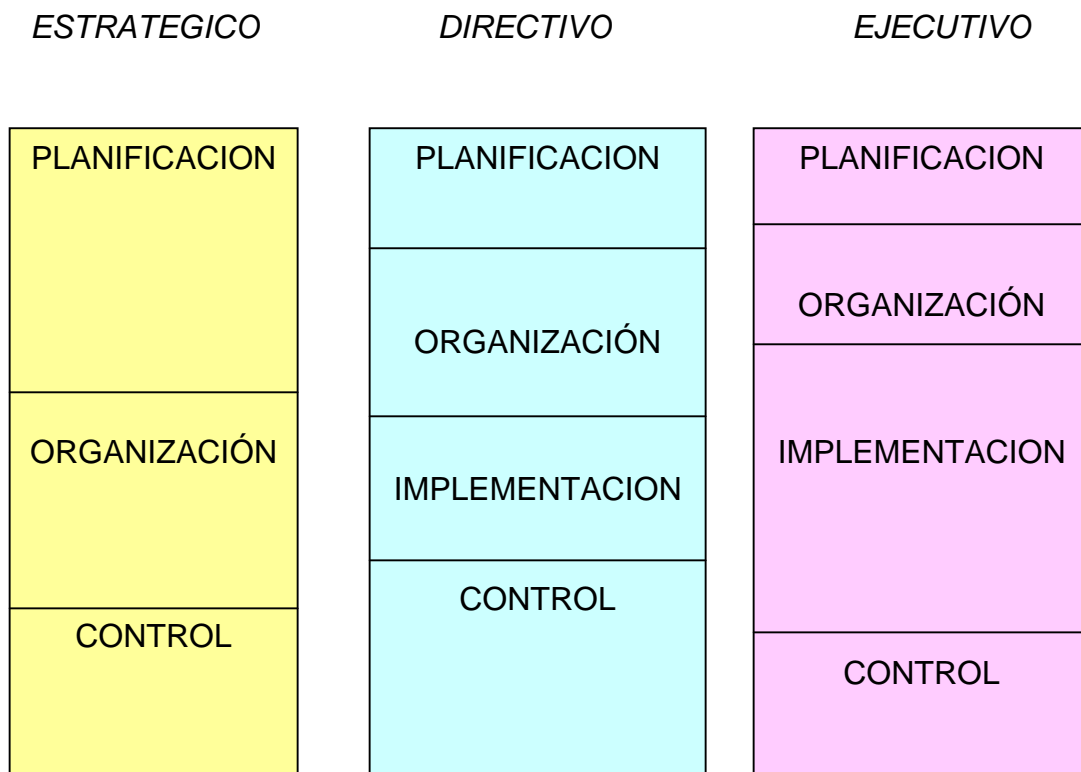 ESTRATEGICO DIRECTIVO EJECUTIVO
PLANIFICACION
ORGANIZACIÓN
CONTROL
PLANIFICACION
ORGANIZACIÓN
IMPLEMENTACION
CONTROL
PLANIFICACION
ORGANIZACIÓN
IMPLEMENTACION
CONTROL